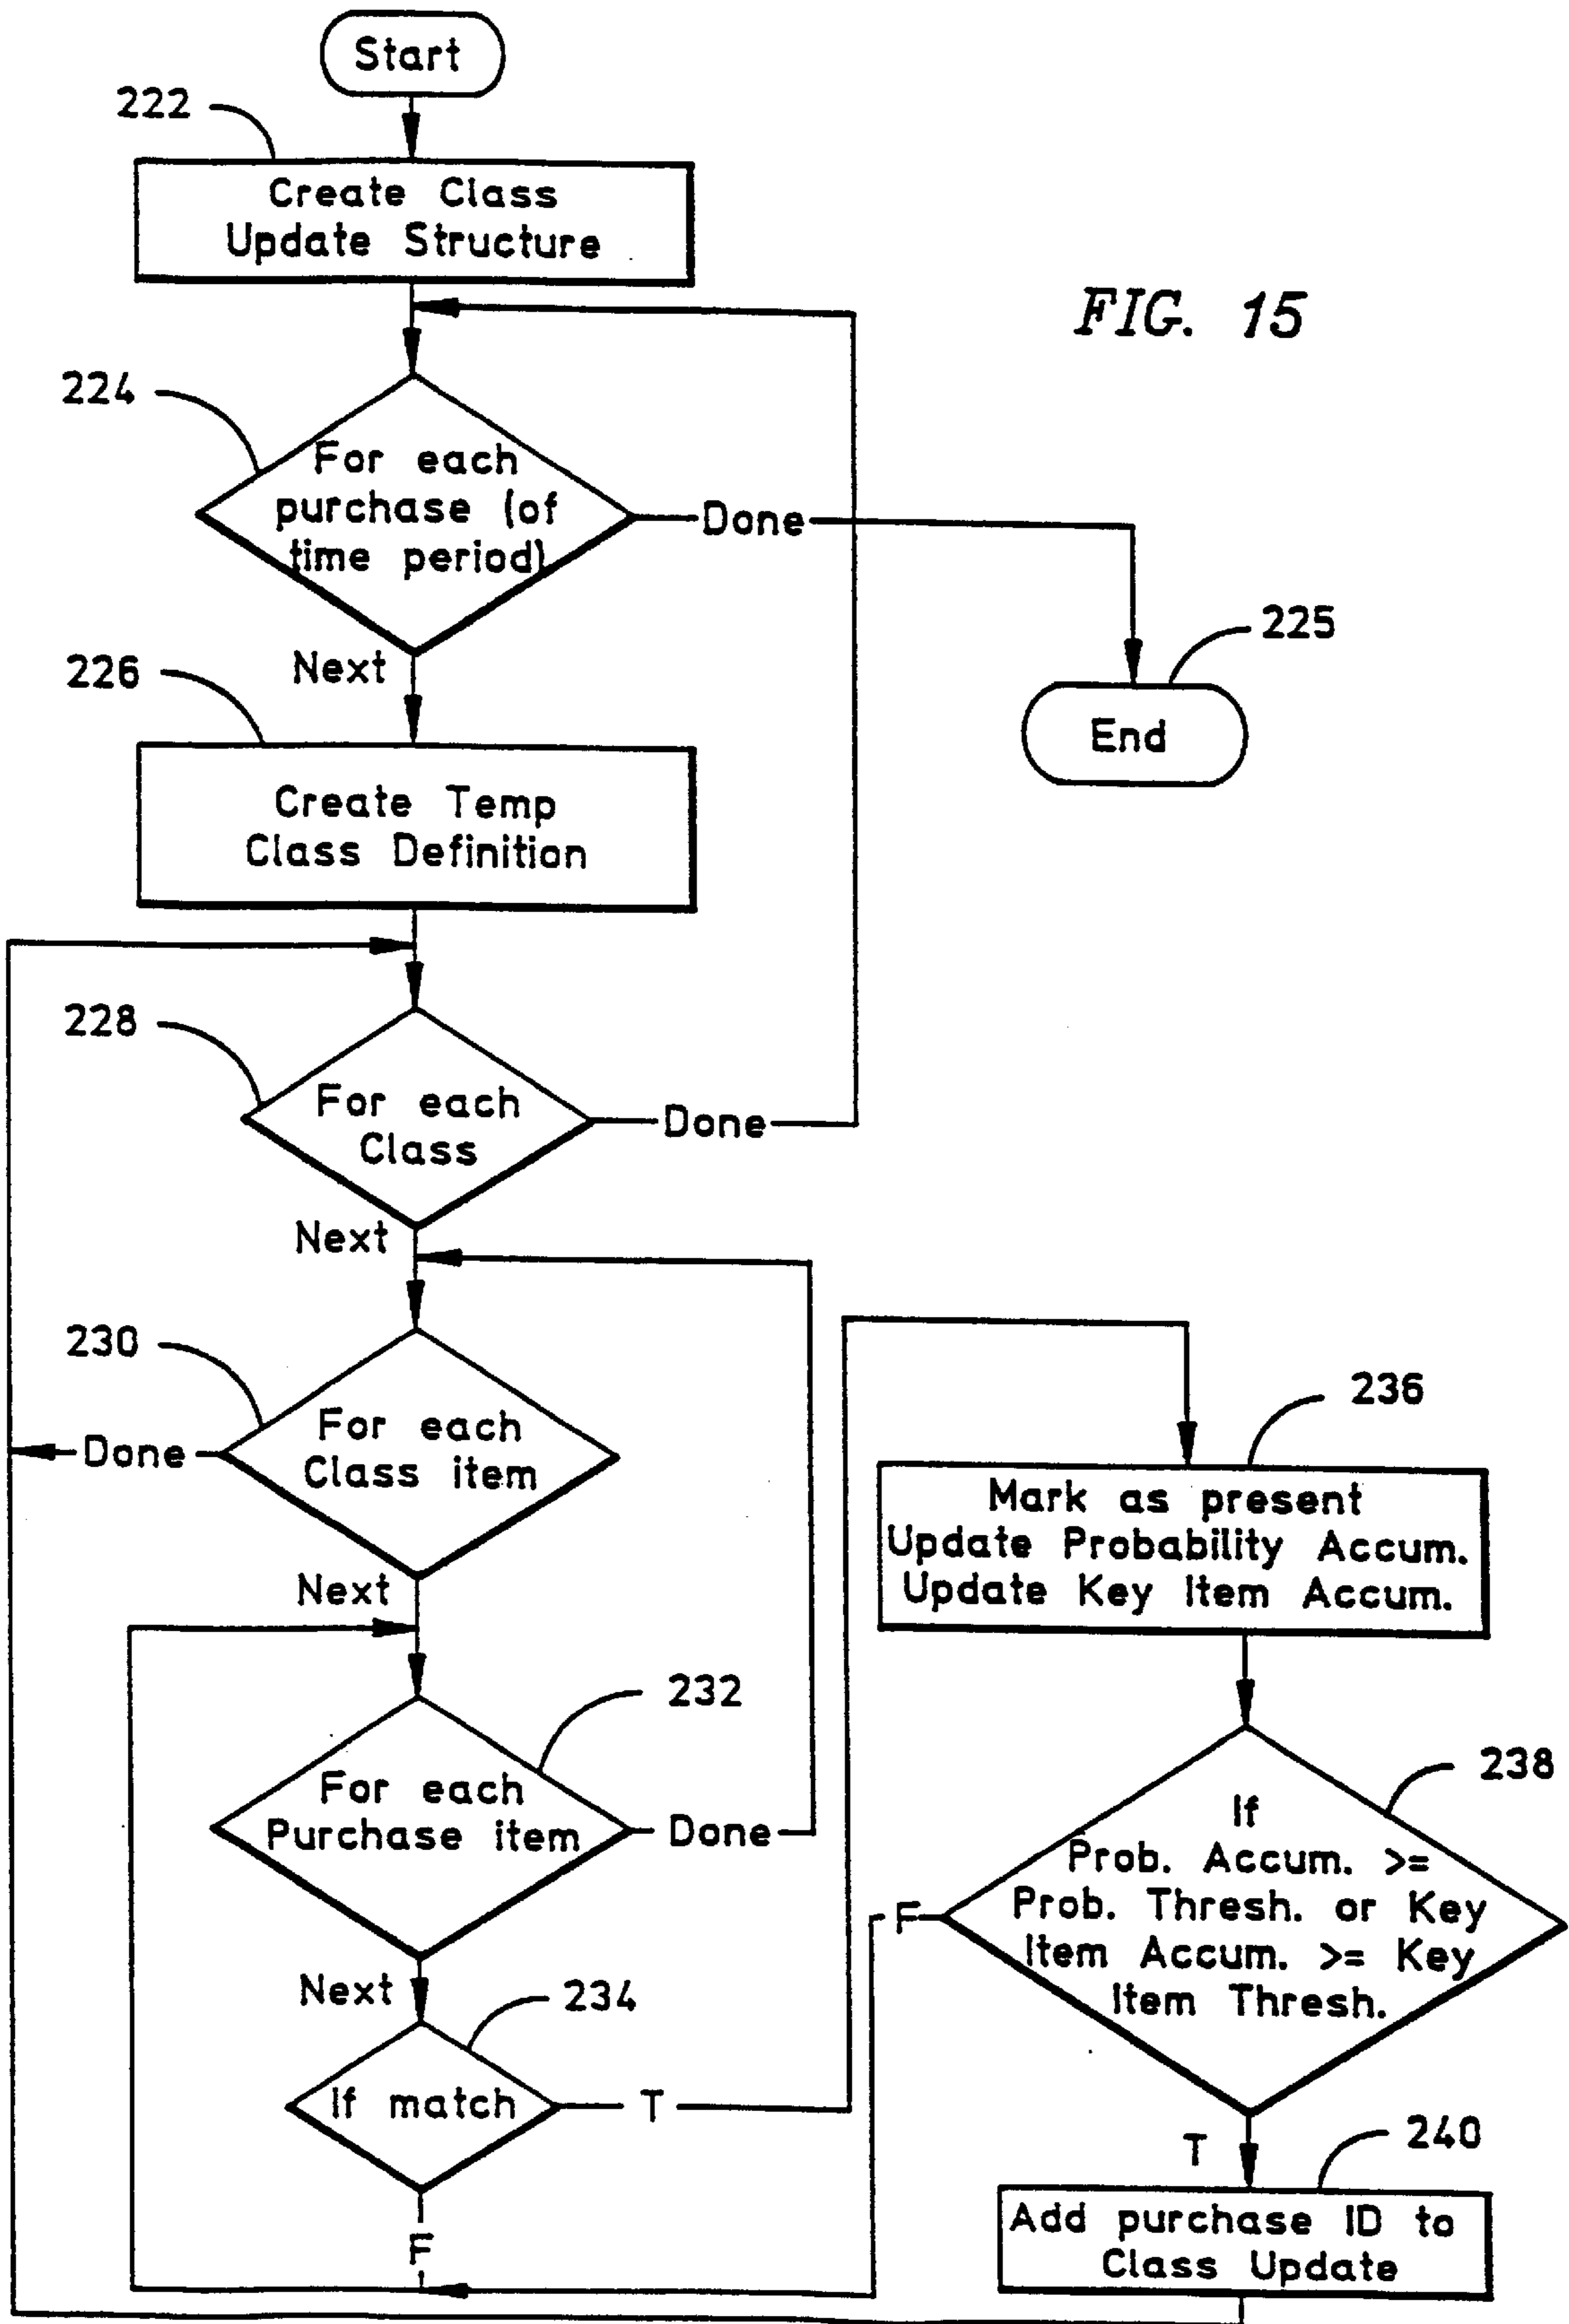 Start
222
Create Class
Update Structure
FIG. 15
224
For each
purchase (of
time period)
Done
Next
225
End
226
Create Temp
Class Definition
228
For each
Class
Done
Next
230
For each
Class item
Done
Next
232
For each
Purchase item
Done
Next
234
If match
T
F
236
Mark as present
Update Probability Accum.
Update Key Item Accum.
238
If
Prob. Accum. >=
Prob. Thresh. or Key
Item Accum. >= Key
Item Thresh.
F
T
240
Add purchase ID to
Class Update